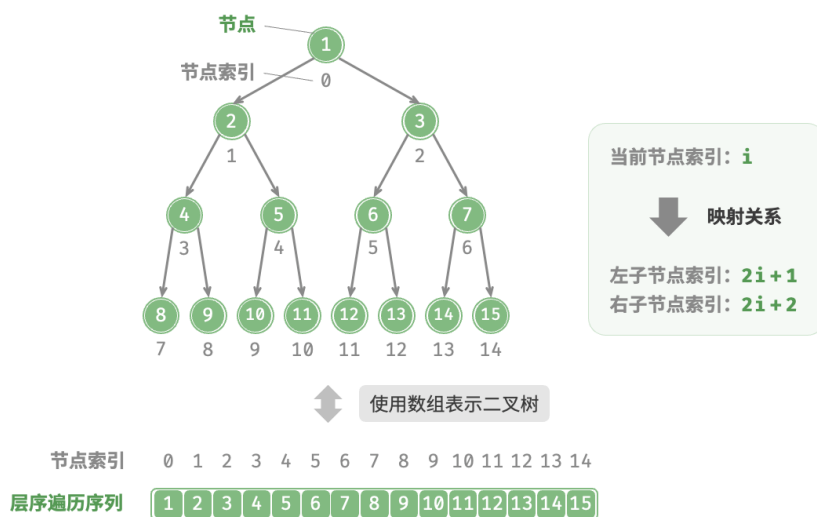 节点
1
节点索引
0
2 3
1 2
4 5 6 7
3 4 5 6
8 9 10 11 12 13 14 15
7 8 9 10 11 12 13 14
当前节点索引：i
映射关系
左子节点索引：2i+1
右子节点索引：2i+2
使用数组表示二叉树
节点索引 0 1 2 3 4 5 6 7 8 9 10 11 12 13 14
层序遍历序列 1 2 3 4 5 6 7 8 9 10 11 12 13 14 15